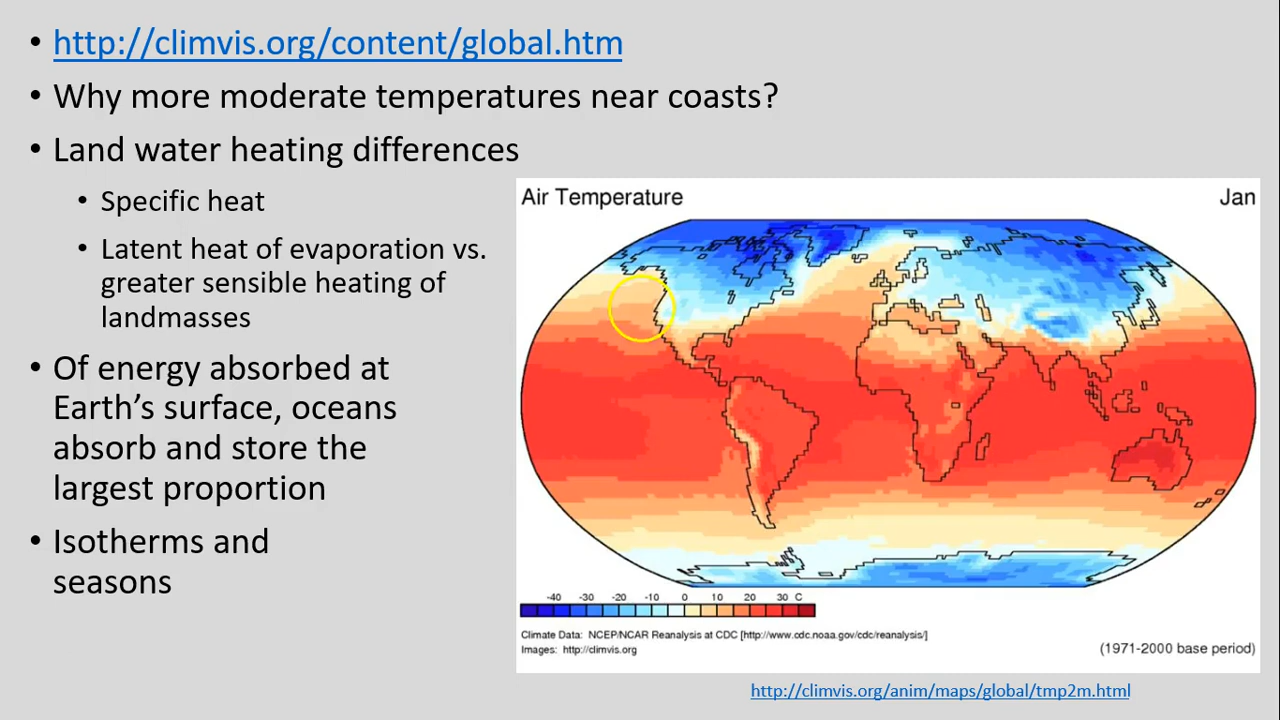 • http://climvis.org/content/global.htm
• Why more moderate temperatures near coasts?
• Land water heating differences
• Specific heat
• Latent heat of evaporation vs.
greater sensible heating of
landmasses
• Of energy absorbed at
Earth's surface, oceans
absorb and store the
largest proportion
• Isotherms and
seasons
Air Temperature Jan
-40 -30 -20 -10 0 10 20 30 C
Climate Data: NCEP/NCAR Reanalysis at CDC [http://www.cdc.noaa.gov/cdc/reanalysis/]
Images: http://climvis.org (1971-2000 base period)
http://climvis.org/anim/maps/global/tmp2m.html